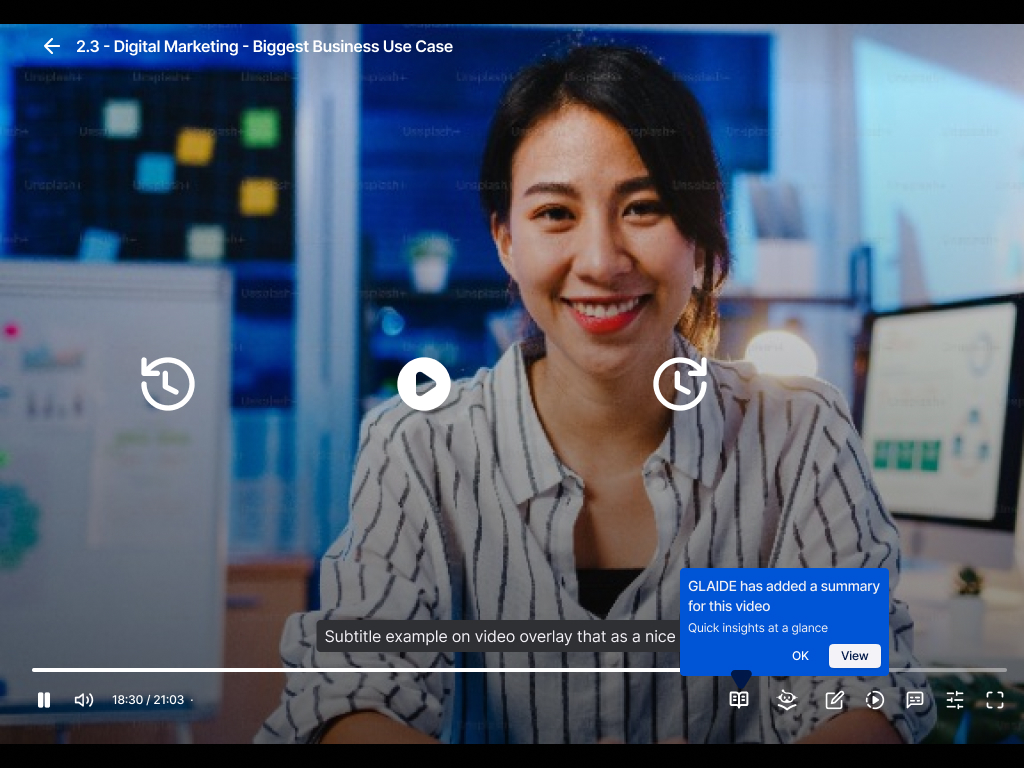 2.3 - Digital Marketing - Biggest Business Use Case
Unsplash+
GLAIDE has added a summary
for this video
Quick insights at a glance
OK
View
Subtitle example on video overlay that as a nice
18:30 / 21:03 ·